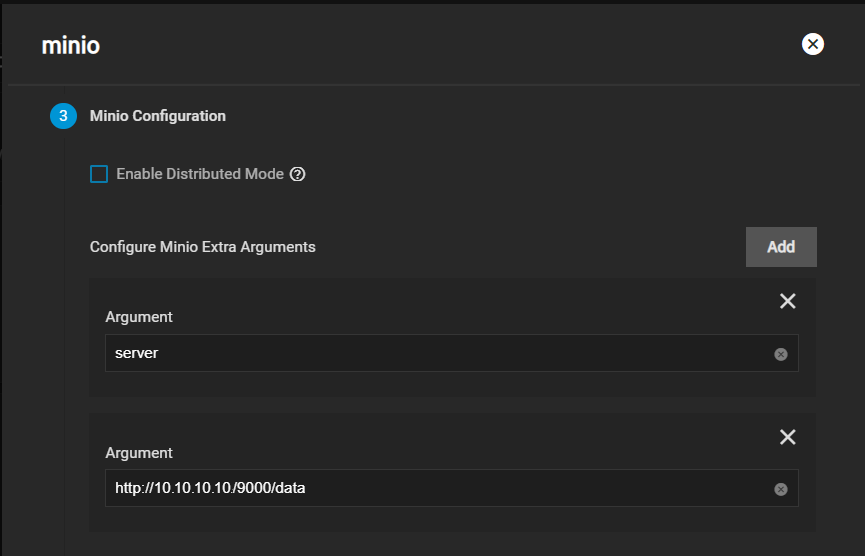 minio
3 Minio Configuration
Enable Distributed Mode ?
Configure Minio Extra Arguments
Add
Argument
server
Argument
http://10.10.10.10/9000/data